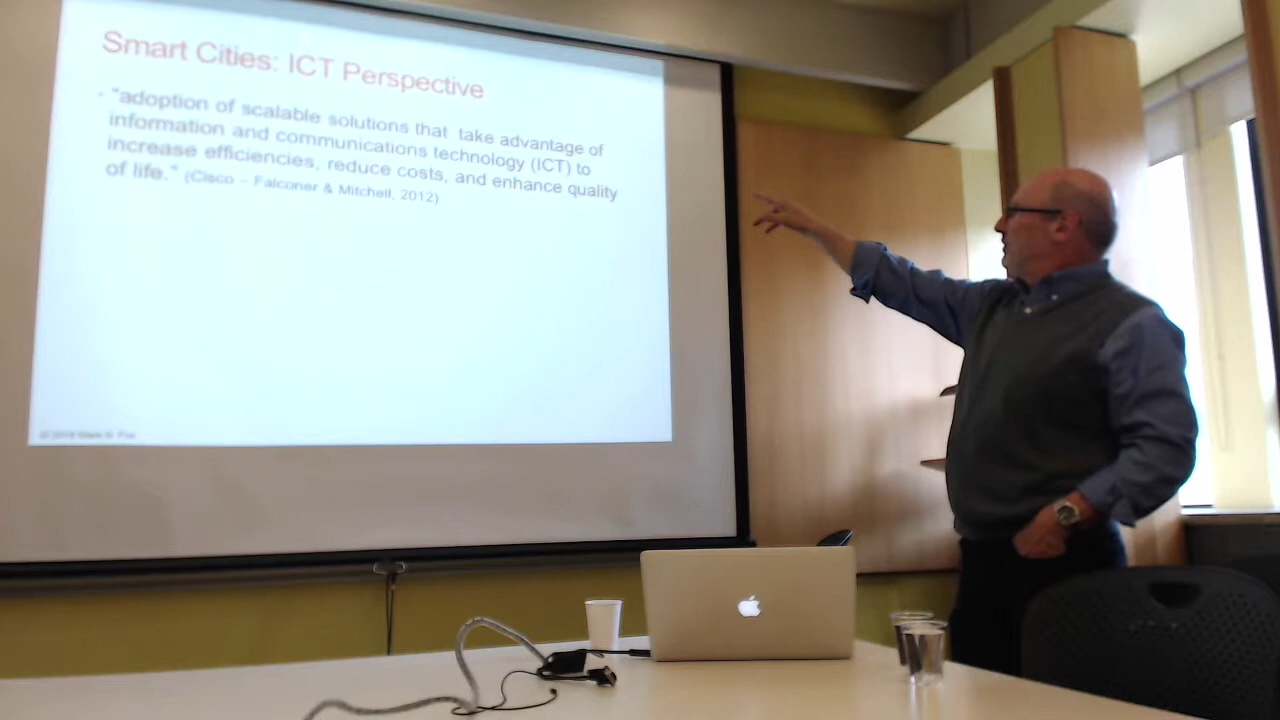 Smart Cities: ICT Perspective
• "adoption of scalable solutions that take advantage of
information and communications technology (ICT) to
increase efficiencies, reduce costs, and enhance quality
of life." (Cisco – Falconer & Mitchell, 2012)